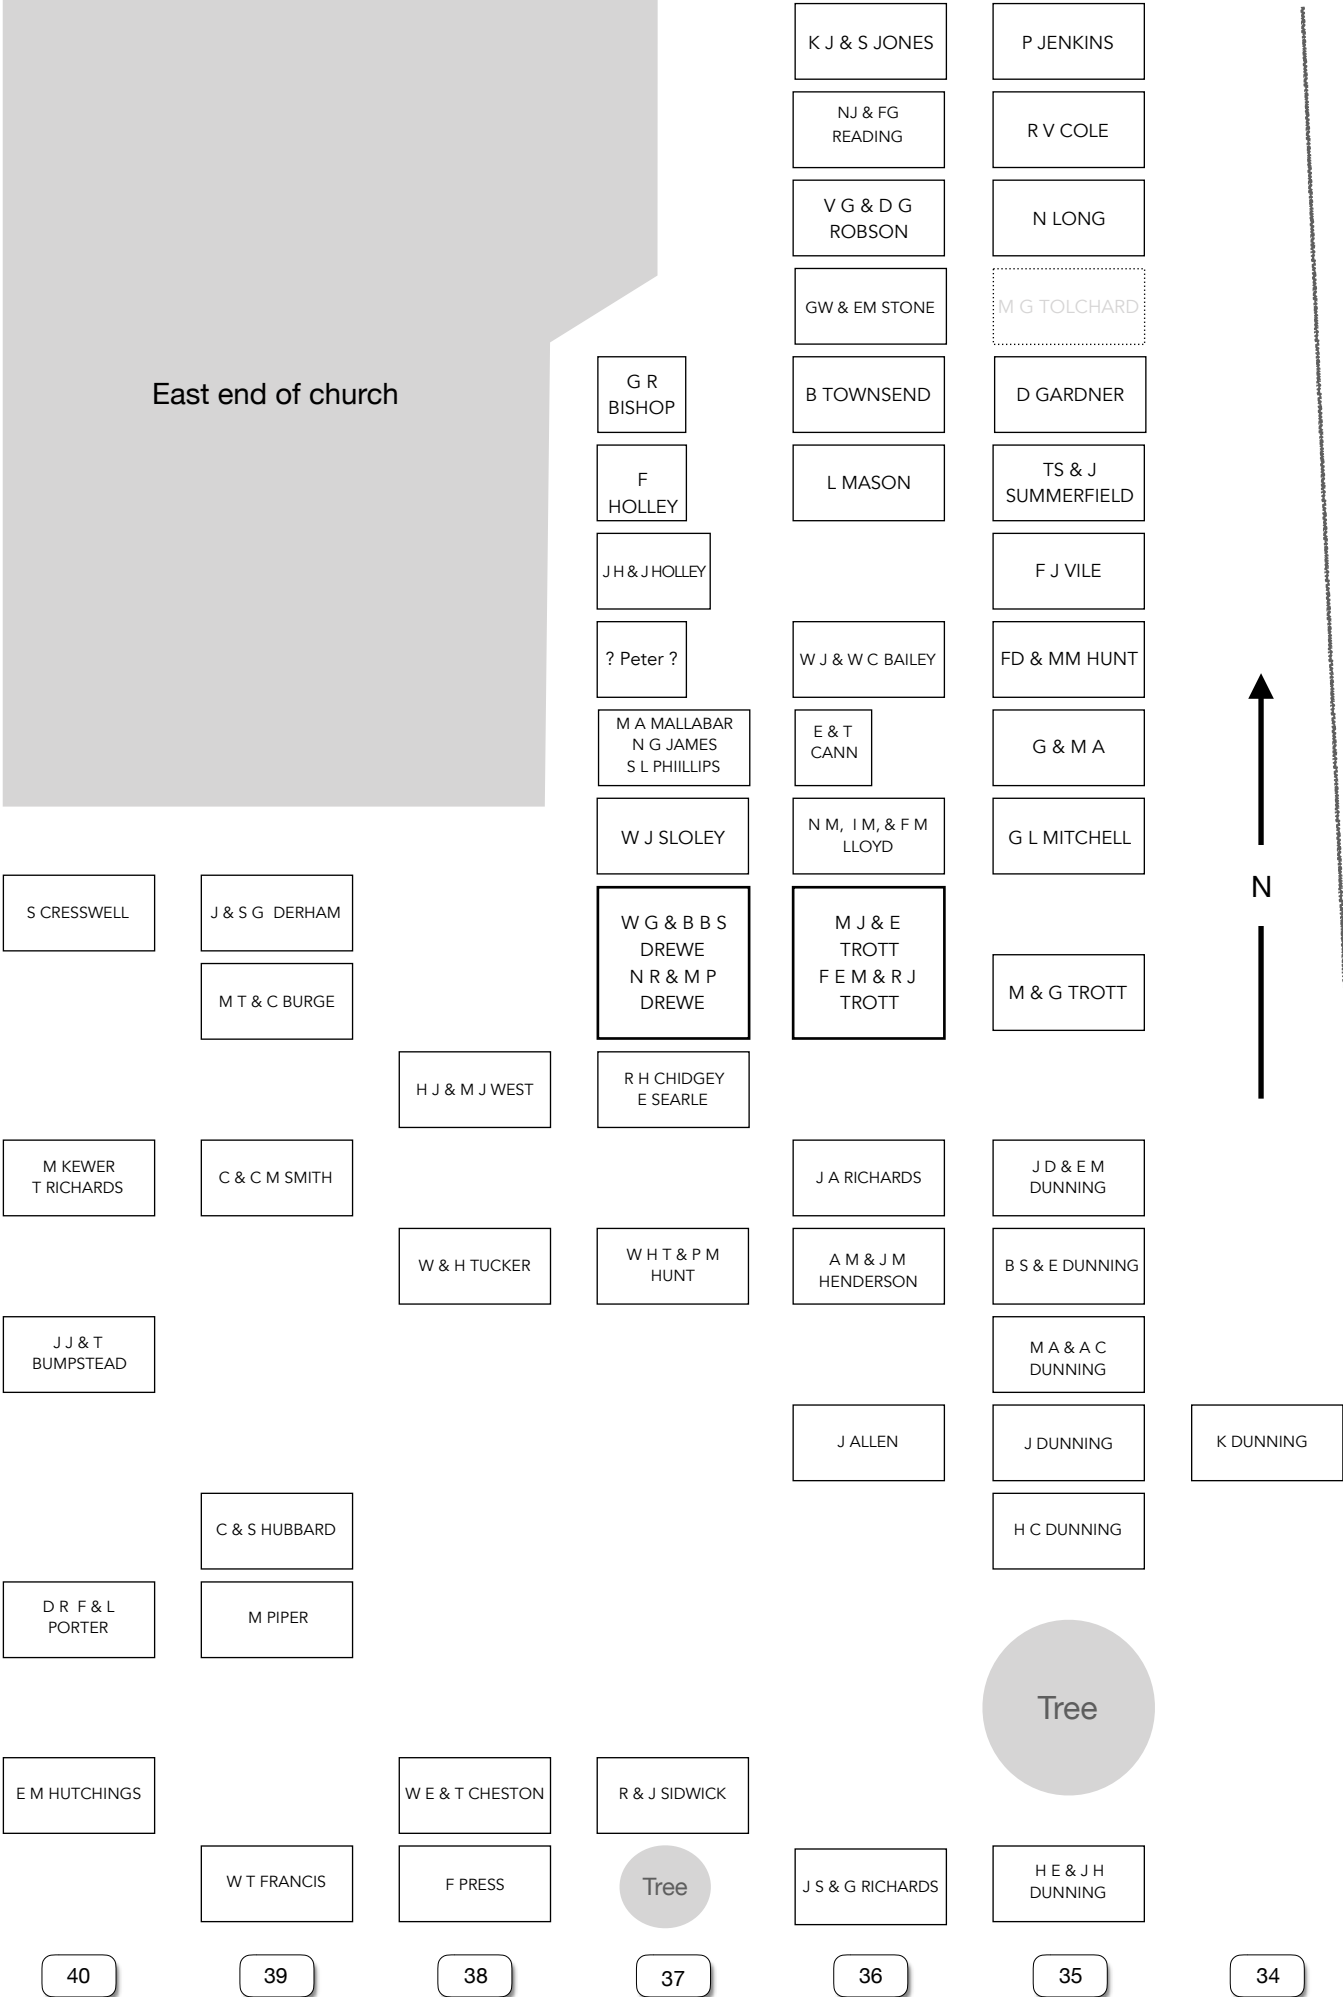 K J & S JONES
P JENKINS
NJ & FG
READING
R V COLE
V G & D G
ROBSON
N LONG
GW & EM STONE
M G TOLCHARD
East end of church
G R
BISHOP
B TOWNSEND
D GARDNER
F
HOLLEY
L MASON
TS & J
SUMMERFIELD
J H & J HOLLEY
F J VILE
? Peter ?
W J & W C BAILEY
FD & MM HUNT
M A MALLABAR
N G JAMES
S L PHIILLIPS
E & T
CANN
G & M A
W J SLOLEY
N M, I M, & F M
LLOYD
G L MITCHELL
N
S CRESSWELL
J & S G DERHAM
W G & B B S
DREWE
N R & M P
DREWE
M J & E
TROTT
F E M & R J
TROTT
M T & C BURGE
M & G TROTT
H J & M J WEST
R H CHIDGEY
E SEARLE
M KEWER
T RICHARDS
C & C M SMITH
J A RICHARDS
J D & E M
DUNNING
W & H TUCKER
W H T & P M
HUNT
A M & J M
HENDERSON
B S & E DUNNING
J J & T
BUMPSTEAD
M A & A C
DUNNING
J ALLEN
J DUNNING
K DUNNING
C & S HUBBARD
H C DUNNING
D R F & L
PORTER
M PIPER
Tree
E M HUTCHINGS
W E & T CHESTON
R & J SIDWICK
W T FRANCIS
F PRESS
Tree
J S & G RICHARDS
H E & J H
DUNNING
40
39
38
37
36
35
34